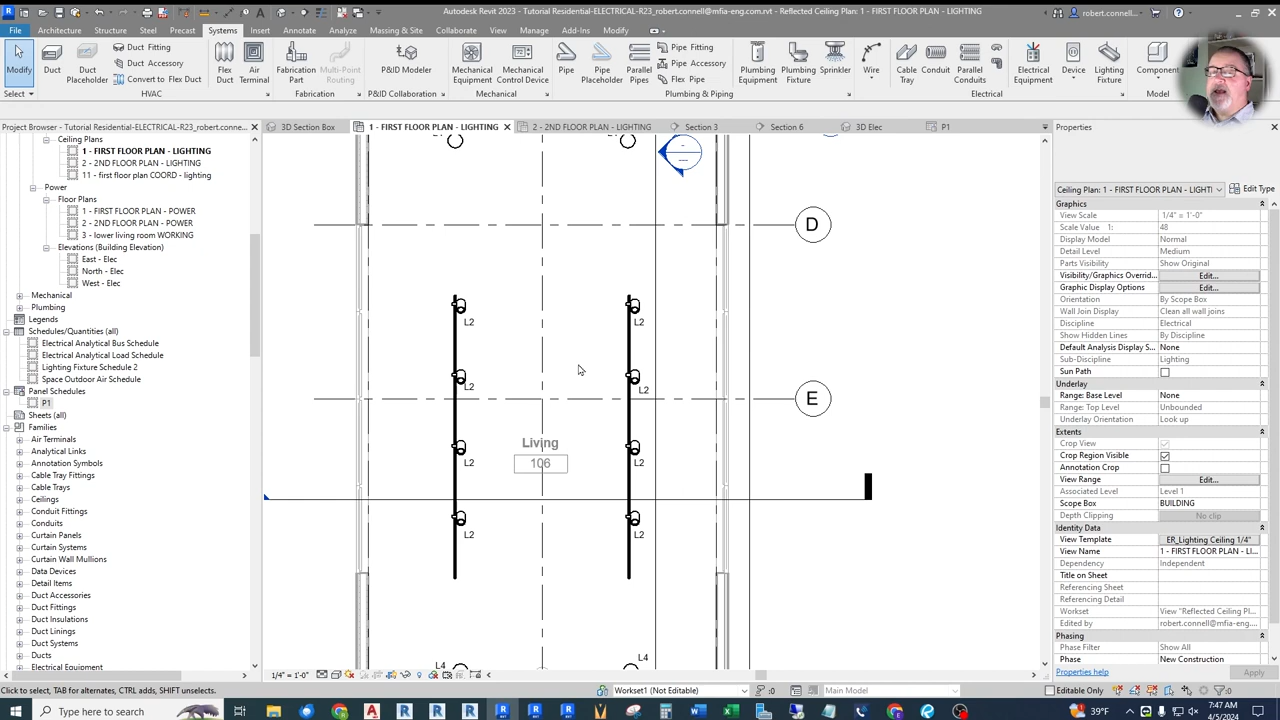 Autodesk Revit 2023 - Tutorial Residential-ELECTRICAL-R23_robert.connell@mfia-eng.com.rvt - Reflected Ceiling Plan: 1 - FIRST FLOOR PLAN - LIGHTING
robert.connell...
File Architecture Structure Steel Precast Systems Insert Annotate Analyze Massing & Site Collaborate View Manage Add-Ins Modify
Modify
Duct
Duct Placeholder
Duct Fitting
Duct Accessory
Convert to Flex Duct
Flex Duct
Air Terminal
Fabrication Part
Multi-Point Routing
P&ID Modeler
Mechanical Equipment
Mechanical Control Device
Pipe
Pipe Placeholder
Parallel Pipes
Pipe Fitting
Pipe Accessory
Flex Pipe
Plumbing Equipment
Plumbing Fixture
Sprinkler
Wire
Cable Tray
Conduit
Parallel Conduits
Electrical Equipment
Device
Lighting Fixture
Component
Select HVAC Fabrication P&ID Collaboration Mechanical Plumbing & Piping Electrical Model
Project Browser - Tutorial Residential-ELECTRICAL-R23_robert.connell@mfia-engi...
3D Section Box
1 - FIRST FLOOR PLAN - LIGHTING
2 - 2ND FLOOR PLAN - LIGHTING
Section 3
Section 6
3D Elec
P1
Properties
Ceiling Plans
1 - FIRST FLOOR PLAN - LIGHTING
2 - 2ND FLOOR PLAN - LIGHTING
11 - first floor plan COORD - lighting
Power
Floor Plans
1 - FIRST FLOOR PLAN - POWER
2 - 2ND FLOOR PLAN - POWER
3 - lower living room WORKING
Elevations (Building Elevation)
East - Elec
North - Elec
West - Elec
Mechanical
Plumbing
Legends
Schedules/Quantities (all)
Electrical Analytical Bus Schedule
Electrical Analytical Load Schedule
Lighting Fixture Schedule 2
Space Outdoor Air Schedule
Panel Schedules
P1
Sheets (all)
Families
Air Terminals
Analytical Links
Annotation Symbols
Cable Tray Fittings
Cable Trays
Ceilings
Conduit Fittings
Conduits
Curtain Panels
Curtain Systems
Curtain Wall Mullions
Data Devices
Detail Items
Duct Accessories
Duct Fittings
Duct Insulations
Duct Linings
Duct Systems
Ducts
Electrical Equipment
D
L2 L2
L2 L2
E
Living
106
L2 L2
L2 L2
L4 L4
Ceiling Plan: 1 - FIRST FLOOR PLAN - LIGHTI Edit Type
Graphics
View Scale 1/4" = 1'-0"
Scale Value 1: 48
Display Model Normal
Detail Level Medium
Parts Visibility Show Original
Visibility/Graphics Overrid... Edit...
Graphic Display Options Edit...
Orientation By Scope Box
Wall Join Display Clean all wall joins
Discipline Electrical
Show Hidden Lines By Discipline
Default Analysis Display S... None
Sub-Discipline Lighting
Sun Path
Underlay
Range: Base Level None
Range: Top Level Unbounded
Underlay Orientation Look up
Extents
Crop View
Crop Region Visible
Annotation Crop
View Range Edit...
Associated Level Level 1
Scope Box BUILDING
Depth Clipping No clip
Identity Data
View Template ER_Lighting Ceiling 1/4"
View Name 1 - FIRST FLOOR PLAN - LI...
Dependency Independent
Title on Sheet
Referencing Sheet
Referencing Detail
Workset View "Reflected Ceiling Pl...
Edited by robert.connell@mfia-eng....
Phasing
Phase Filter Show All
Phase New Construction
Properties help Apply
1/4" = 1'-0"
Click to select, TAB for alternates, CTRL adds, SHIFT unselects.
Workset1 (Not Editable) :0 Main Model Editable Only :0
Type here to search
39°F
7:47 AM
4/5/2024